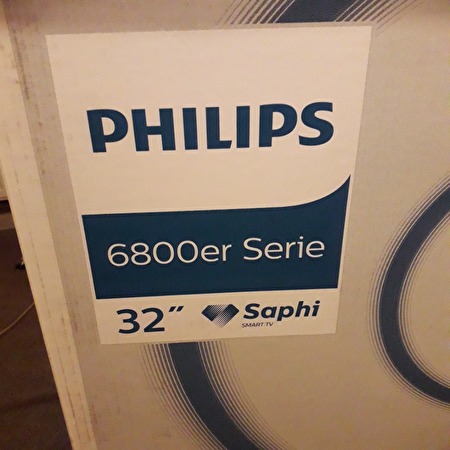 PHILIPS
6800er Serie
32” Saphi
SMART TV